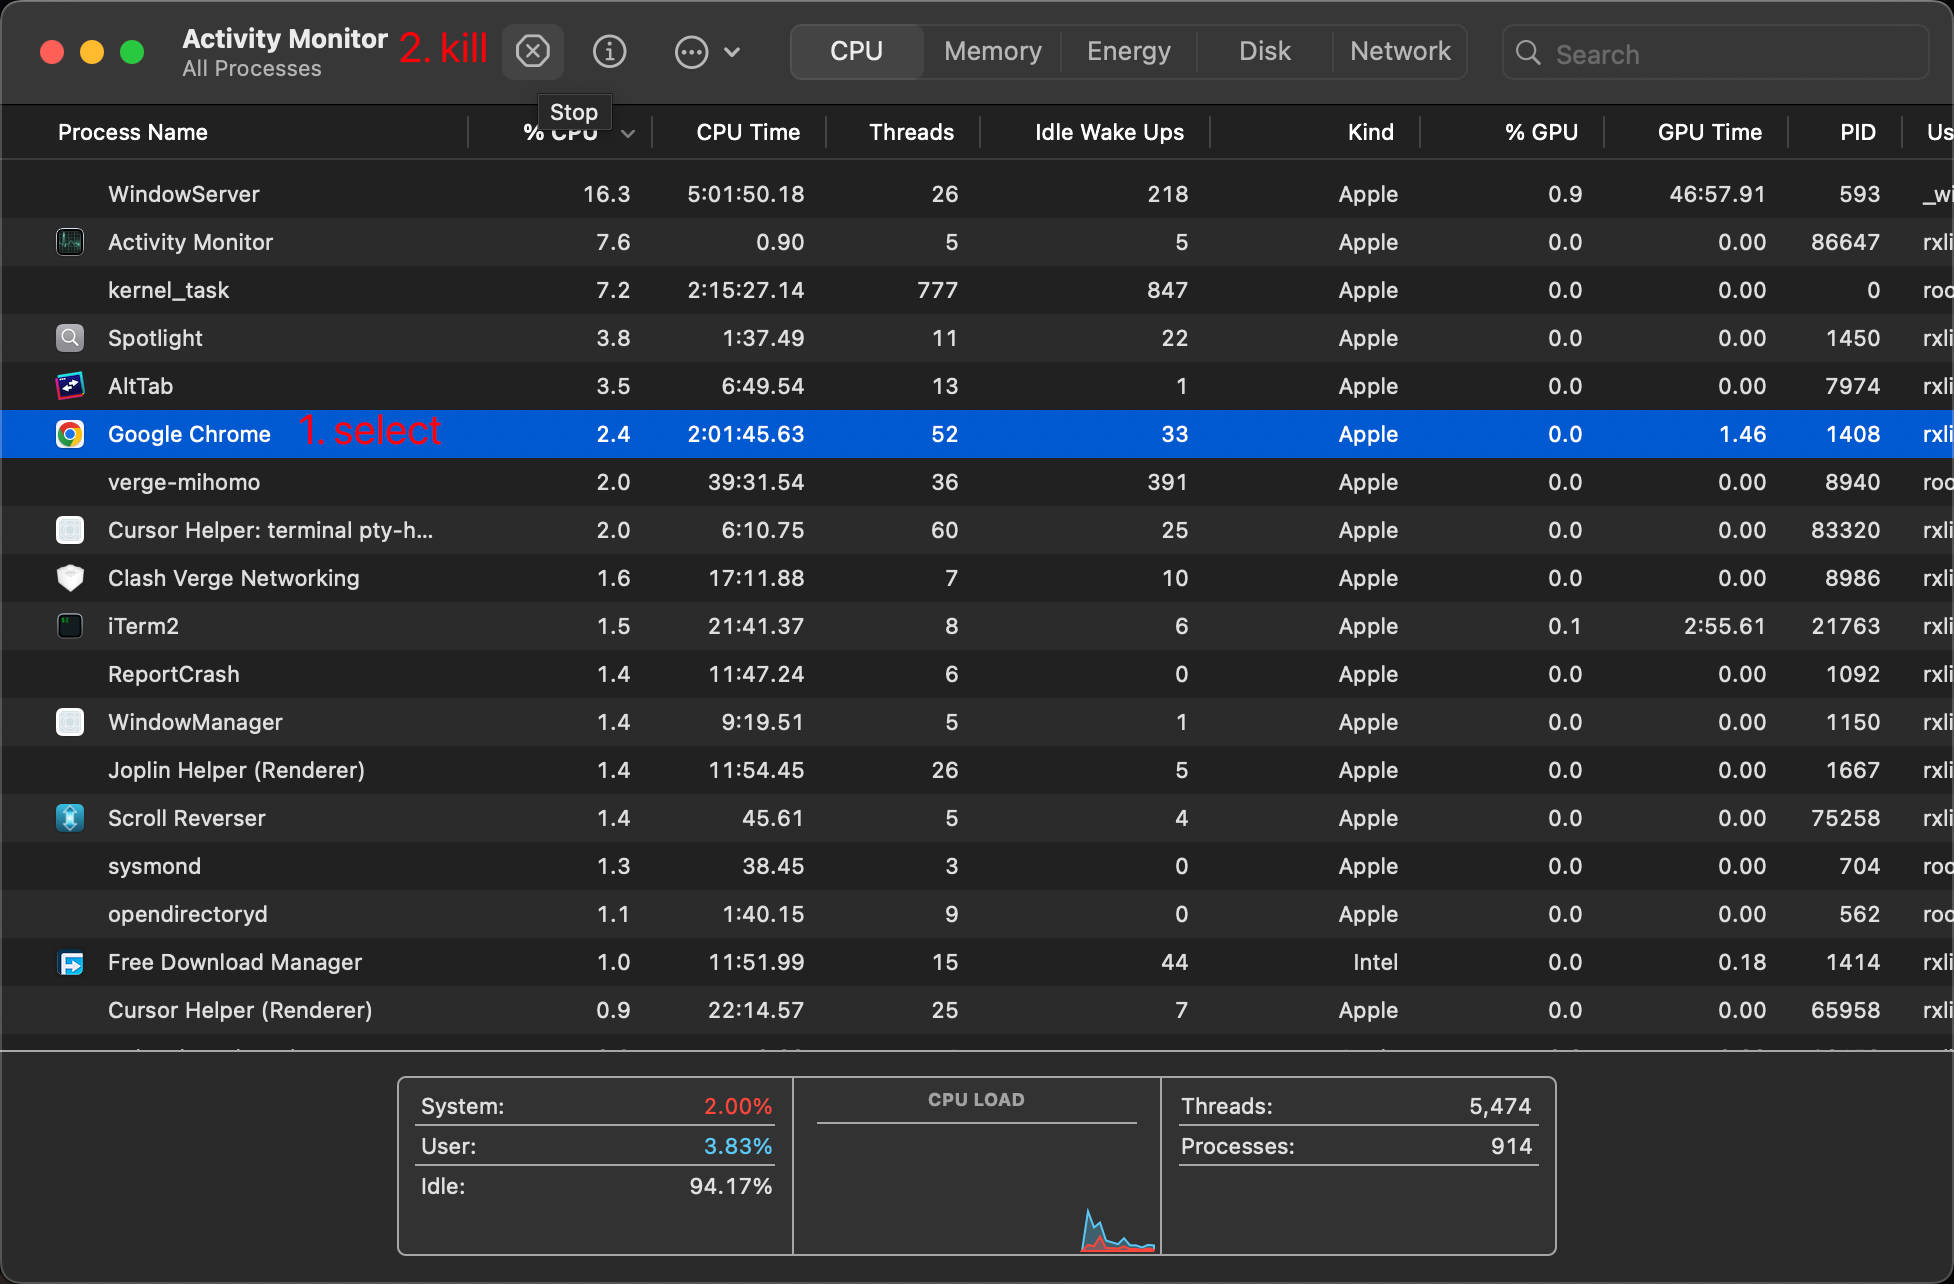 Activity Monitor
All Processes
2. kill
CPU Memory Energy Disk Network
Search
Stop
Process Name % CPU CPU Time Threads Idle Wake Ups Kind % GPU GPU Time PID Us
WindowServer 16.3 5:01:50.18 26 218 Apple 0.9 46:57.91 593 _wi
Activity Monitor 7.6 0.90 5 5 Apple 0.0 0.00 86647 rxli
kernel_task 7.2 2:15:27.14 777 847 Apple 0.0 0.00 0 roo
Spotlight 3.8 1:37.49 11 22 Apple 0.0 0.00 1450 rxli
AltTab 3.5 6:49.54 13 1 Apple 0.0 0.00 7974 rxli
Google Chrome 1. select 2.4 2:01:45.63 52 33 Apple 0.0 1.46 1408 rxli
verge-mihomo 2.0 39:31.54 36 391 Apple 0.0 0.00 8940 roo
Cursor Helper: terminal pty-h... 2.0 6:10.75 60 25 Apple 0.0 0.00 83320 rxli
Clash Verge Networking 1.6 17:11.88 7 10 Apple 0.0 0.00 8986 rxli
iTerm2 1.5 21:41.37 8 6 Apple 0.1 2:55.61 21763 rxli
ReportCrash 1.4 11:47.24 6 0 Apple 0.0 0.00 1092 rxli
WindowManager 1.4 9:19.51 5 1 Apple 0.0 0.00 1150 rxli
Joplin Helper (Renderer) 1.4 11:54.45 26 5 Apple 0.0 0.00 1667 rxli
Scroll Reverser 1.4 45.61 5 4 Apple 0.0 0.00 75258 rxli
sysmond 1.3 38.45 3 0 Apple 0.0 0.00 704 roo
opendirectoryd 1.1 1:40.15 9 0 Apple 0.0 0.00 562 roo
Free Download Manager 1.0 11:51.99 15 44 Intel 0.0 0.18 1414 rxli
Cursor Helper (Renderer) 0.9 22:14.57 25 7 Apple 0.0 0.00 65958 rxli
System: 2.00%
User: 3.83%
Idle: 94.17%
CPU LOAD
Threads: 5,474
Processes: 914